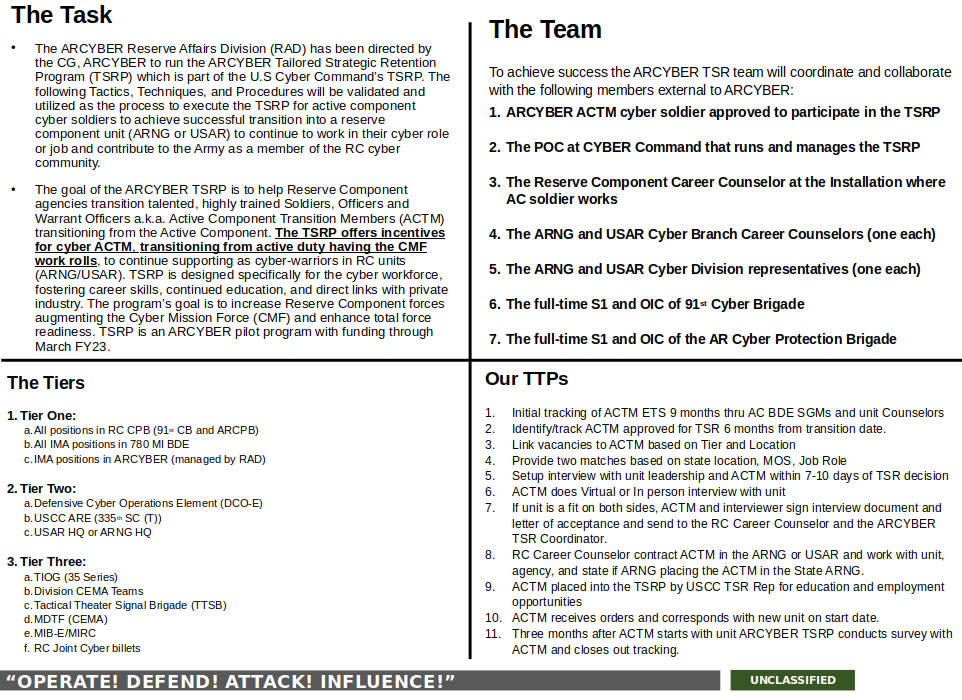 The Task
• The ARCYBER Reserve Affairs Division (RAD) has been directed by
the CG, ARCYBER to run the ARCYBER Tailored Strategic Retention
Program (TSRP) which is part of the U.S Cyber Command's TSRP. The
following Tactics, Techniques, and Procedures will be validated and
utilized as the process to execute the TSRP for active component
cyber soldiers to achieve successful transition into a reserve
component unit (ARNG or USAR) to continue to work in their cyber role
or job and contribute to the Army as a member of the RC cyber
community.
• The goal of the ARCYBER TSRP is to help Reserve Component
agencies transition talented, highly trained Soldiers, Officers and
Warrant Officers a.k.a. Active Component Transition Members (ACTM)
transitioning from the Active Component. The TSRP offers incentives
for cyber ACTM, transitioning from active duty having the CMF
work rolls, to continue supporting as cyber-warriors in RC units
(ARNG/USAR). TSRP is designed specifically for the cyber workforce,
fostering career skills, continued education, and direct links with private
industry. The program's goal is to increase Reserve Component forces
augmenting the Cyber Mission Force (CMF) and enhance total force
readiness. TSRP is an ARCYBER pilot program with funding through
March FY23.
The Team
To achieve success the ARCYBER TSR team will coordinate and collaborate
with the following members external to ARCYBER:
1. ARCYBER ACTM cyber soldier approved to participate in the TSRP
2. The POC at CYBER Command that runs and manages the TSRP
3. The Reserve Component Career Counselor at the Installation where
AC soldier works
4. The ARNG and USAR Cyber Branch Career Counselors (one each)
5. The ARNG and USAR Cyber Division representatives (one each)
6. The full-time S1 and OIC of 91st Cyber Brigade
7. The full-time S1 and OIC of the AR Cyber Protection Brigade
The Tiers
1. Tier One:
a. All positions in RC CPB (91st CB and ARCPB)
b. All IMA positions in 780 MI BDE
c. IMA positions in ARCYBER (managed by RAD)
2. Tier Two:
a. Defensive Cyber Operations Element (DCO-E)
b. USCC ARE (335th SC (T))
c. USAR HQ or ARNG HQ
3. Tier Three:
a. TIOG (35 Series)
b. Division CEMA Teams
c. Tactical Theater Signal Brigade (TTSB)
d. MDTF (CEMA)
e. MIB-E/MIRC
f. RC Joint Cyber billets
Our TTPs
1. Initial tracking of ACTM ETS 9 months thru AC BDE SGMs and unit Counselors
2. Identify/track ACTM approved for TSR 6 months from transition date.
3. Link vacancies to ACTM based on Tier and Location
4. Provide two matches based on state location, MOS, Job Role
5. Setup interview with unit leadership and ACTM within 7-10 days of TSR decision
6. ACTM does Virtual or In person interview with unit
7. If unit is a fit on both sides, ACTM and interviewer sign interview document and
letter of acceptance and send to the RC Career Counselor and the ARCYBER
TSR Coordinator.
8. RC Career Counselor contract ACTM in the ARNG or USAR and work with unit,
agency, and state if ARNG placing the ACTM in the State ARNG.
9. ACTM placed into the TSRP by USCC TSR Rep for education and employment
opportunities
10. ACTM receives orders and corresponds with new unit on start date.
11. Three months after ACTM starts with unit ARCYBER TSRP conducts survey with
ACTM and closes out tracking.
“OPERATE! DEFEND! ATTACK! INFLUENCE!”
UNCLASSIFIED